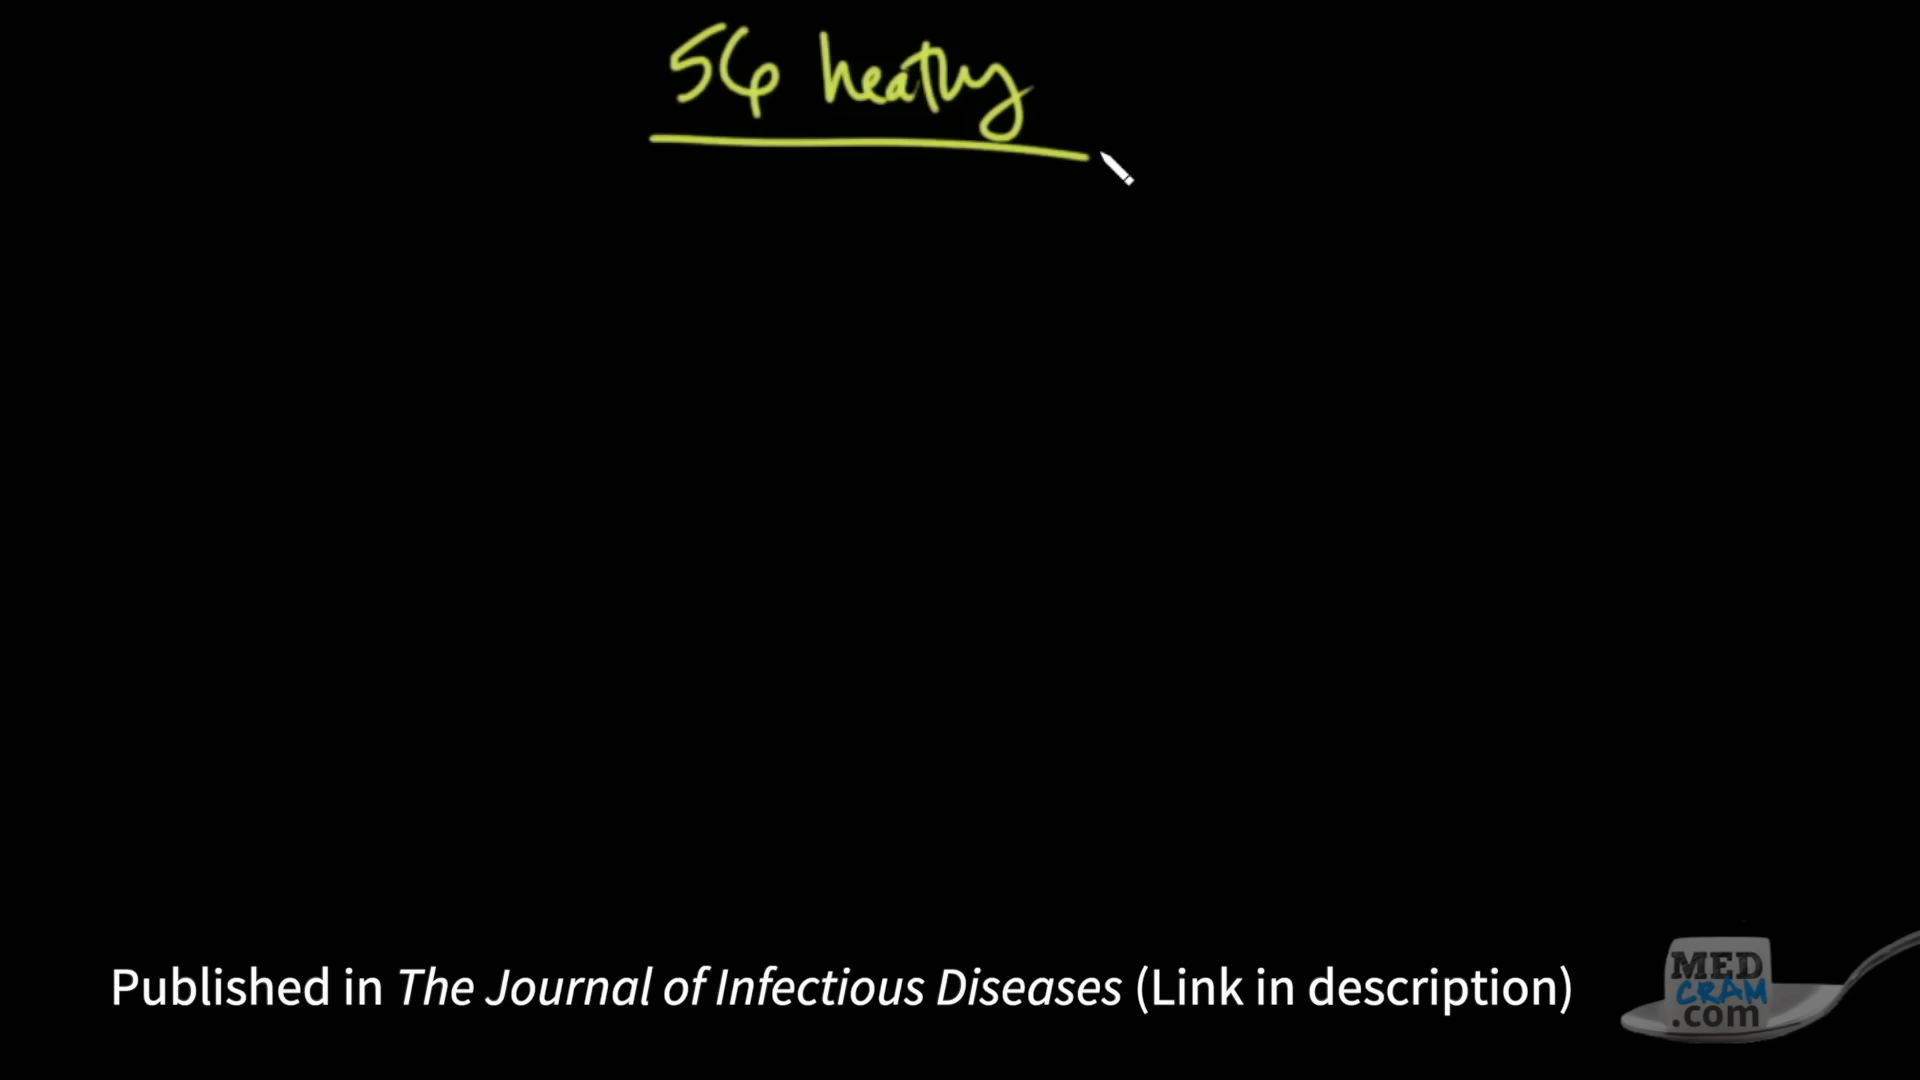 56 heathy
Published in The Journal of Infectious Diseases (Link in description)
MED
CRAM
.com